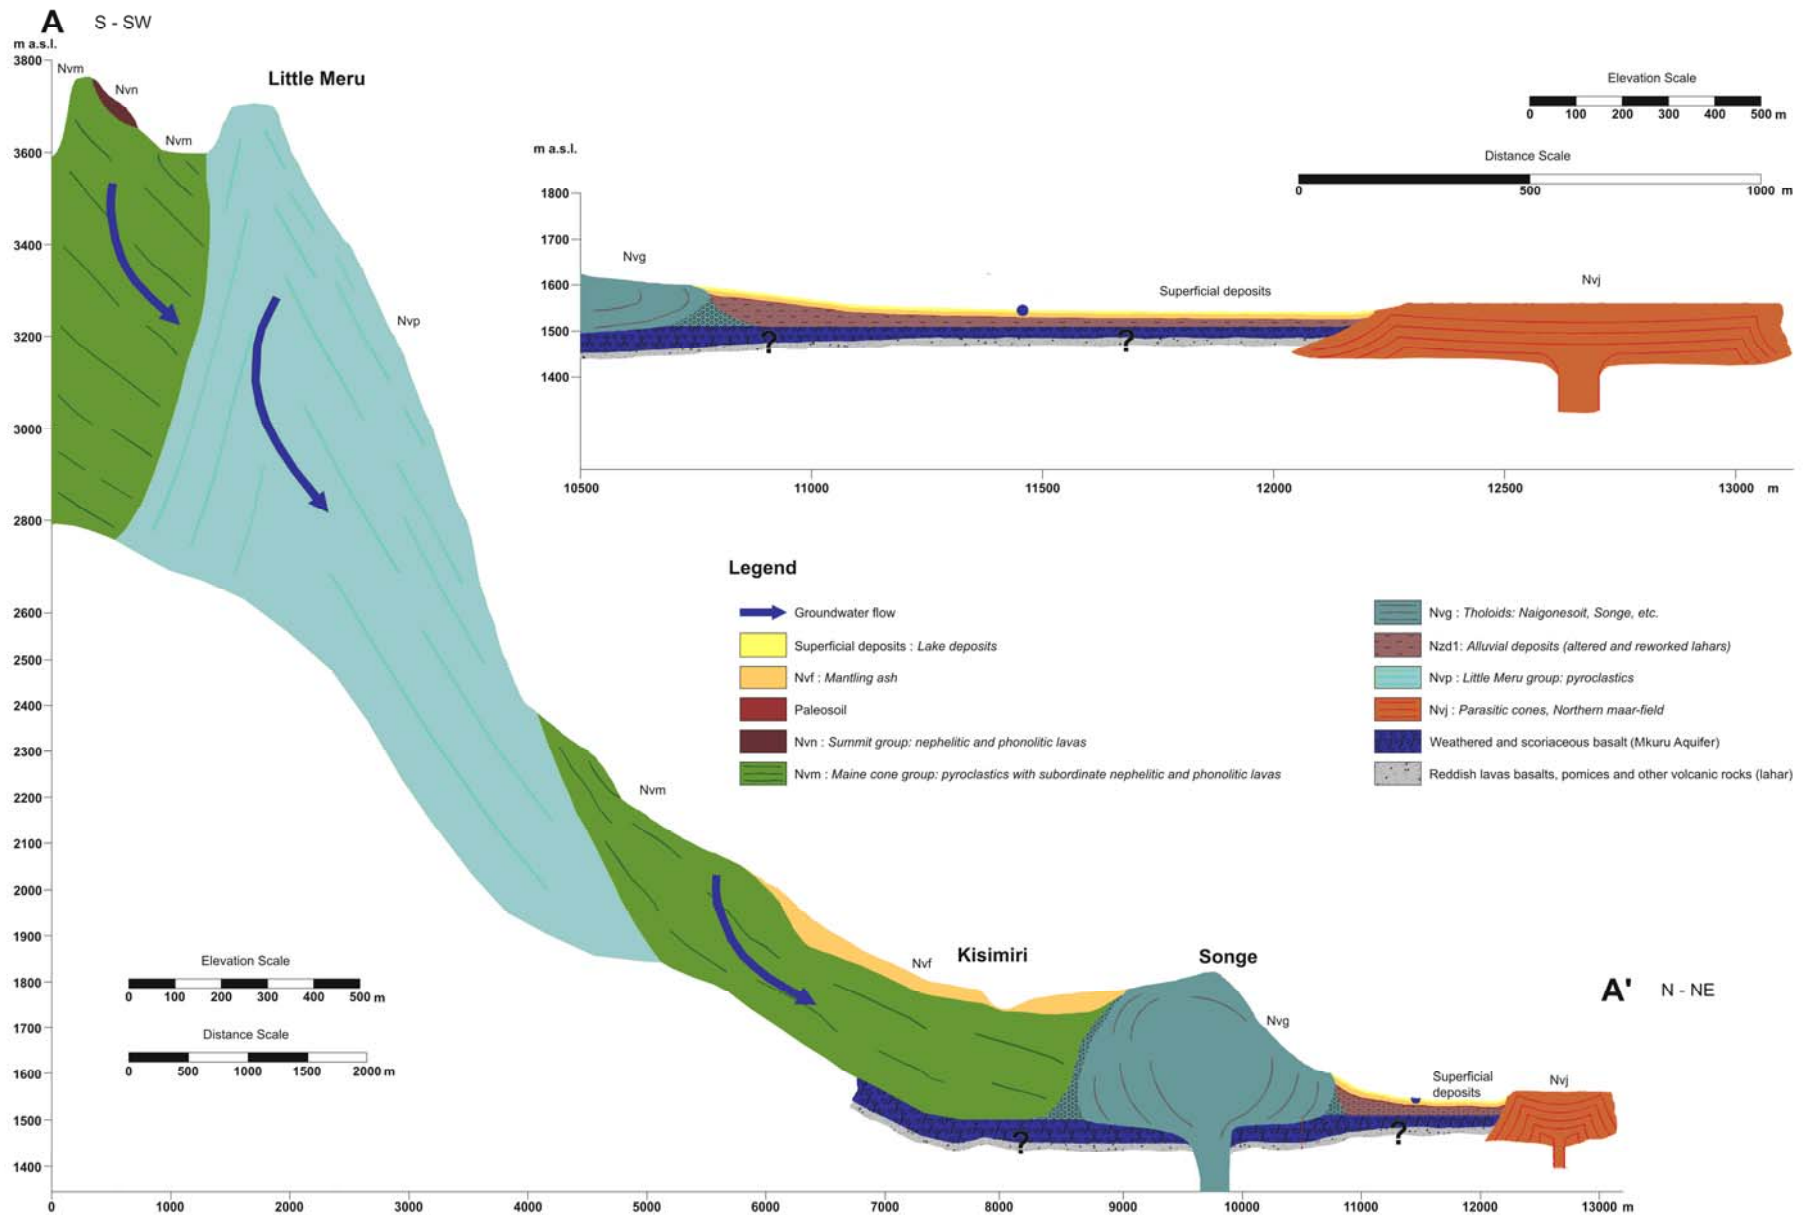 A S - SW
m a.s.l.
3800
3600
3400
3200
3000
2800
2600
2500
2400
2300
2200
2100
2000
1900
1800
1700
1600
1500
1400
Nvm
Nvn
Nvm
Little Meru
Nvp
Elevation Scale
0 100 200 300 400 500 m
Distance Scale
0 500 1000 m
m a.s.l.
1800
1700
1600
1500
1400
Nvg
Superficial deposits
Nvj
? ?
10500 11000 11500 12000 12500 13000 m
Legend
Groundwater flow
Superficial deposits : Lake deposits
Nvf : Mantling ash
Paleosoil
Nvn : Summit group: nephelitic and phonolitic lavas
Nvm : Maine cone group: pyroclastics with subordinate nephelitic and phonolitic lavas
Nvg : Tholoids: Naigonesoit, Songe, etc.
Nzd1: Alluvial deposits (altered and reworked lahars)
Nvp : Little Meru group: pyroclastics
Nvj : Parasitic cones, Northern maar-field
Weathered and scoriaceous basalt (Mkuru Aquifer)
Reddish lavas basalts, pomices and other volcanic rocks (lahar)
Nvm
Nvf
Kisimiri
Songe
Nvg
A' N - NE
Superficial
deposits
Nvj
? ?
Elevation Scale
0 100 200 300 400 500 m
Distance Scale
0 500 1000 1500 2000 m
0 1000 2000 3000 4000 5000 6000 7000 8000 9000 10000 11000 12000 13000 m